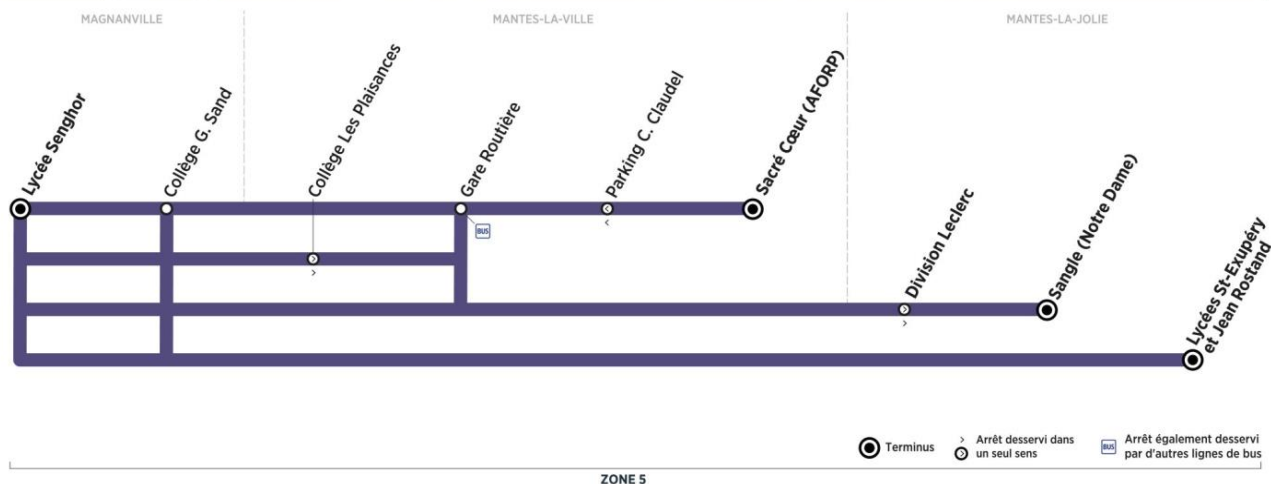 MAGNANVILLE
MANTES-LA-VILLE
MANTES-LA-JOLIE
Lycée Senghor
Collège G. Sand
Collège Les Plaisances
Gare Routière
Parking C. Claudel
Sacré Cœur (AFORP)
Division Leclerc
Sangle (Notre Dame)
Lycées St-Exupéry
et Jean Rostand
BUS
Terminus
Arrêt desservi dans
un seul sens
BUS
Arrêt également desservi
par d'autres lignes de bus
ZONE 5